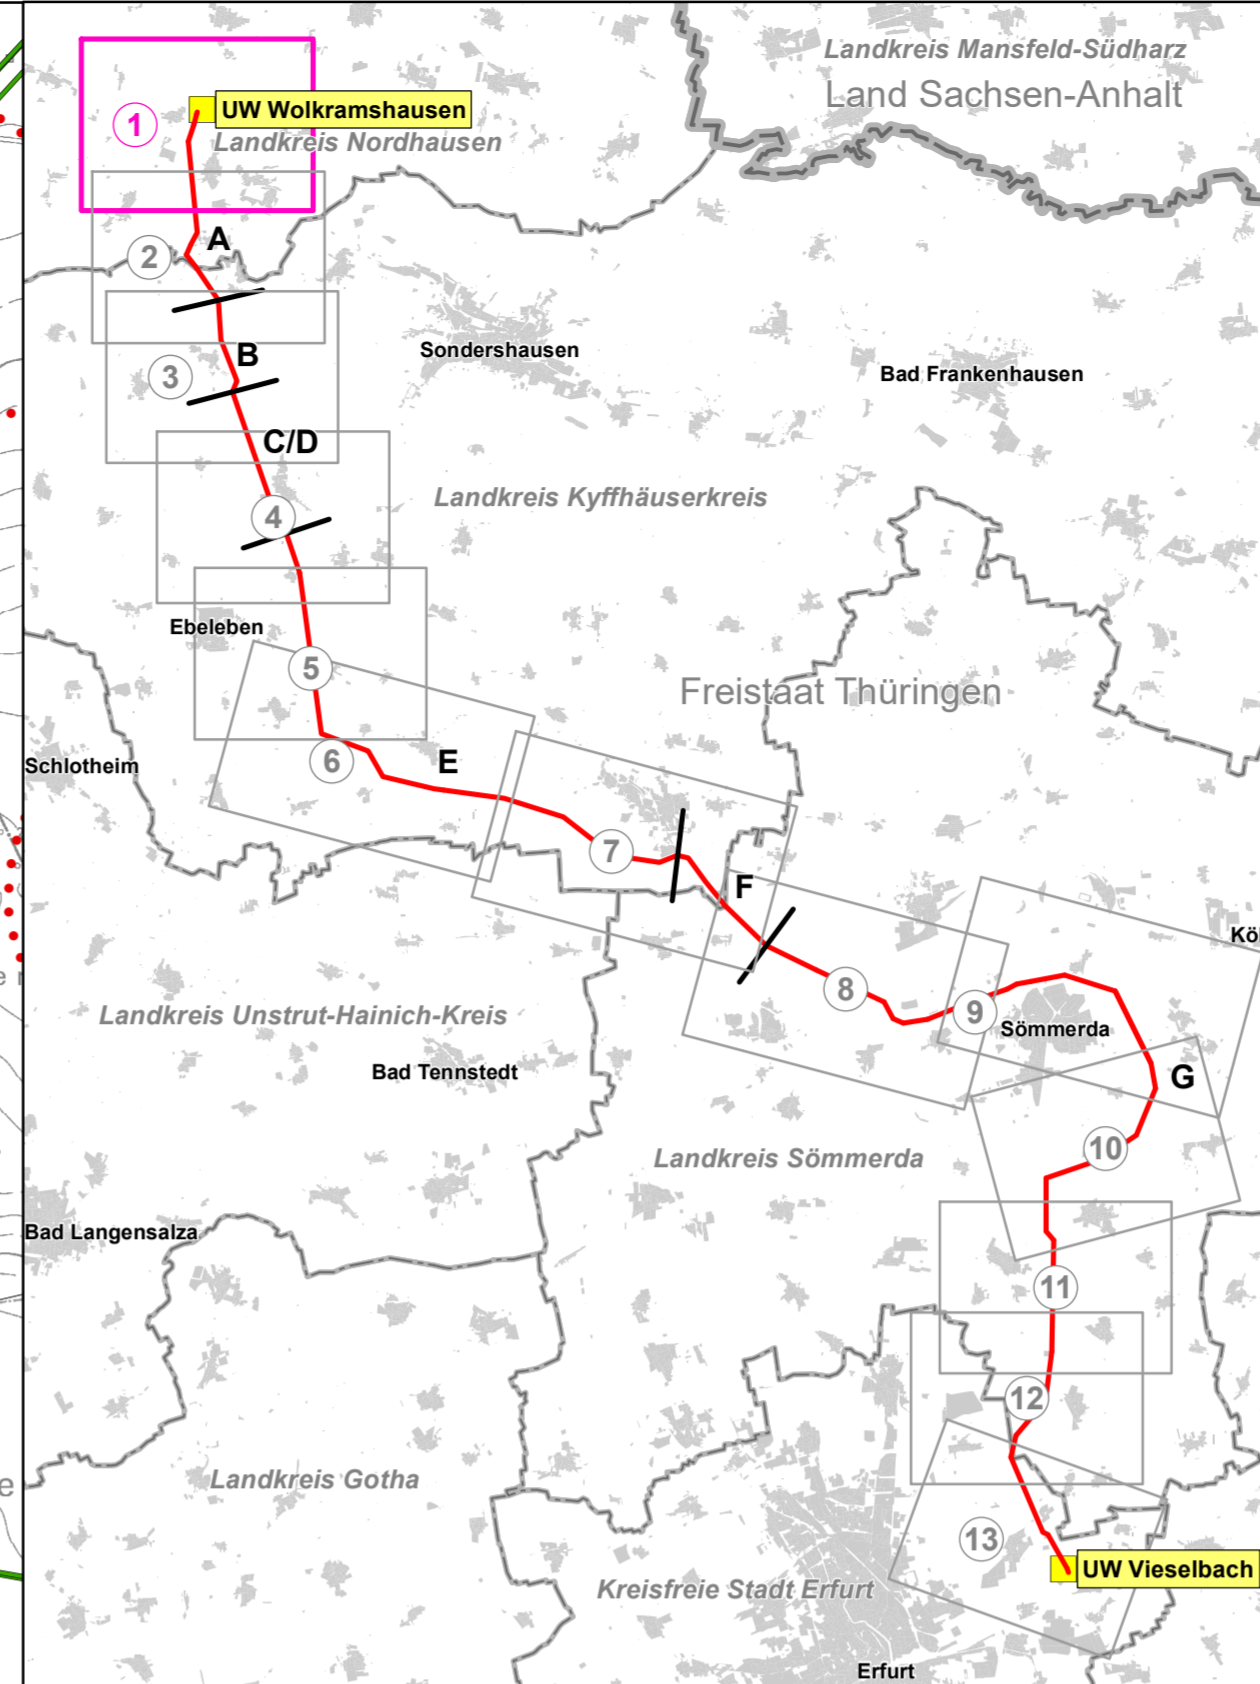 Landkreis Mansfeld-Südharz
Land Sachsen-Anhalt
UW Wolkramshausen
1
Landkreis Nordhausen
A
2
B
3
Sondershausen
Bad Frankenhausen
C/D
Landkreis Kyffhäuserkreis
4
Ebeleben
5
Freistaat Thüringen
Schlotheim
6
E
7
F
Kö
8
9
Landkreis Unstrut-Hainich-Kreis
Sömmerda
Bad Tennstedt
G
10
Landkreis Sömmerda
Bad Langensalza
11
12
Landkreis Gotha
e
13
UW Vieselbach
Kreisfreie Stadt Erfurt
Erfurt